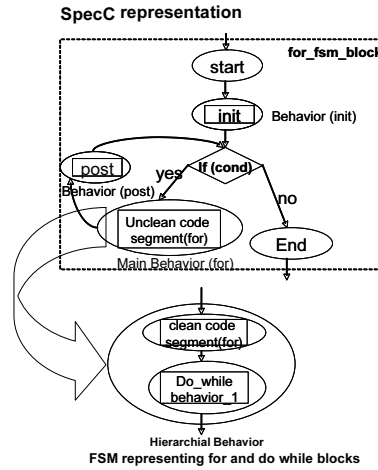 SpecC representation
for_fsm_block
start
init
Behavior (init)
If (cond)
post
Behavior (post)
yes
no
Unclean code
segment(for)
Main Behavior (for)
End
clean code
segment(for)
Do_while
behavior_1
Hierarchial Behavior
FSM representing for and do while blocks